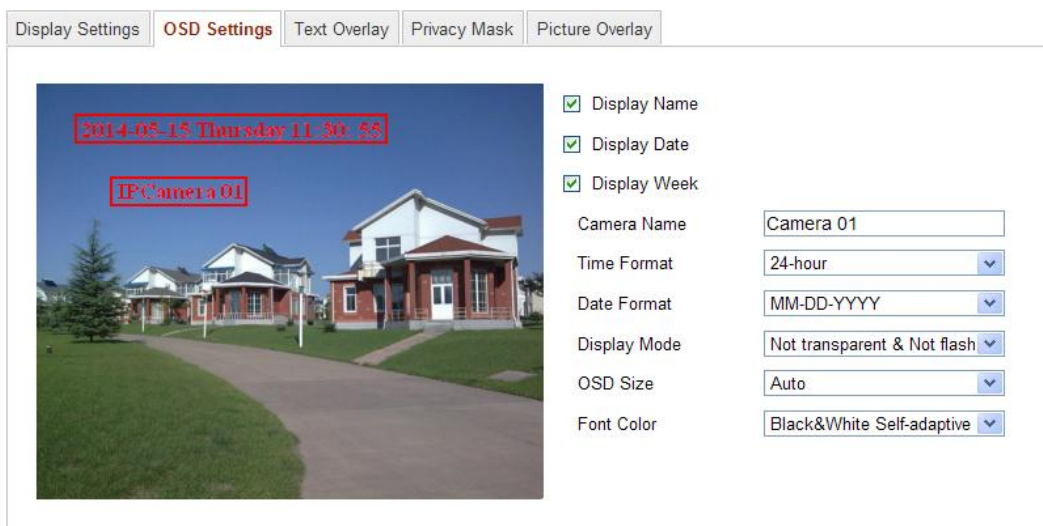 Display Settings OSD Settings Text Overlay Privacy Mask Picture Overlay
2014-05-15 Thursday 11:30: 55
IPCamera 01
Display Name
Display Date
Display Week
Camera Name Camera 01
Time Format 24-hour
Date Format MM-DD-YYYY
Display Mode Not transparent & Not flash
OSD Size Auto
Font Color Black&White Self-adaptive